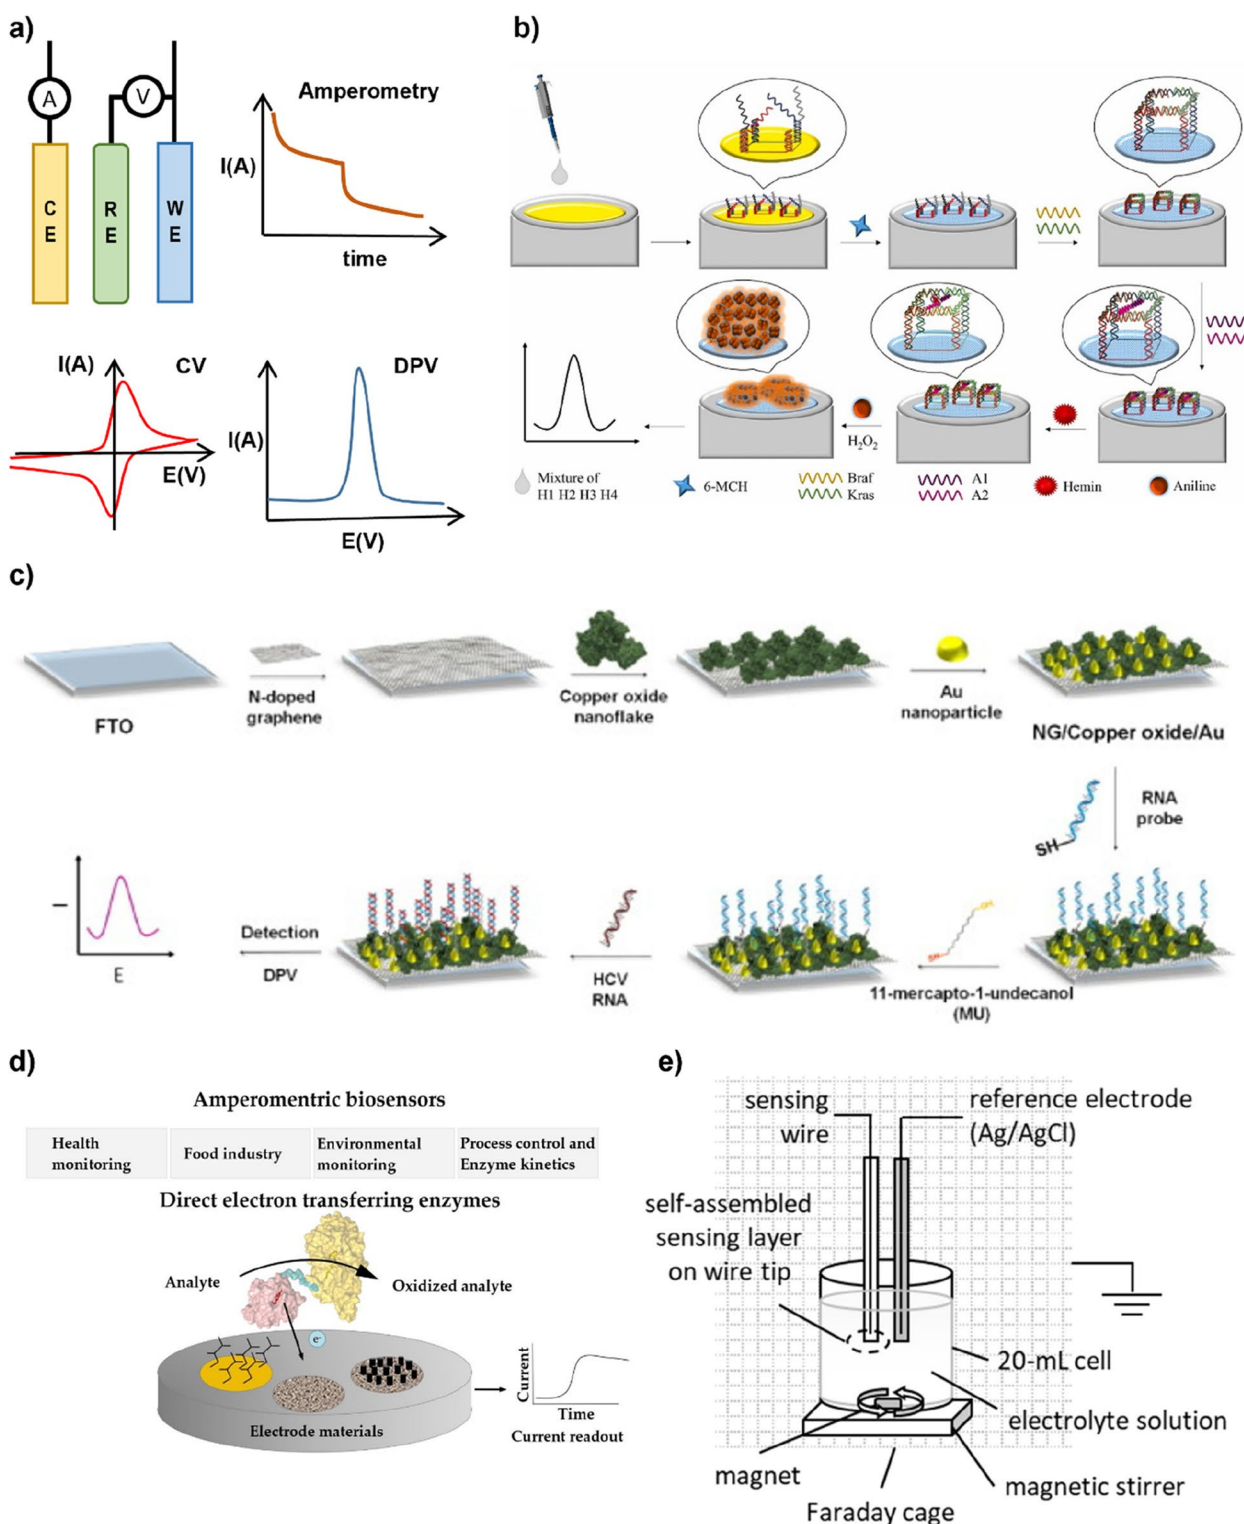 a)
A
V
C
E
R
E
W
E
Amperometry
I(A)
time
I(A)
CV
E(V)
DPV
I(A)
E(V)
b)
H₂O₂
Mixture of
H1 H2 H3 H4
6-MCH
Braf
Kras
A1
A2
Hemin
Aniline
c)
FTO
N-doped
graphene
Copper oxide
nanoflake
Au
nanoparticle
NG/Copper oxide/Au
SH
RNA
probe
OH
SH
11-mercapto-1-undecanol
(MU)
HCV
RNA
Detection
DPV
I
E
d)
Amperomentric biosensors
Health
monitoring
Food industry
Environmental
monitoring
Process control and
Enzyme kinetics
Direct electron transferring enzymes
Analyte
Oxidized analyte
e-
Electrode materials
Current
Time
Current readout
e)
sensing
wire
reference electrode
(Ag/AgCl)
self-assembled
sensing layer
on wire tip
20-mL cell
electrolyte solution
magnet
magnetic stirrer
Faraday cage